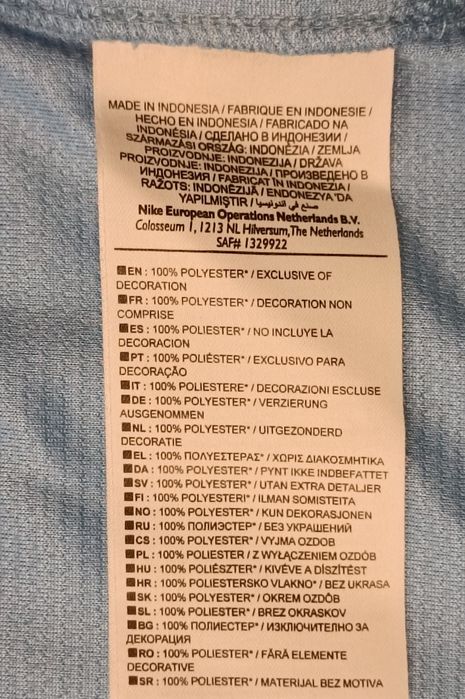 MADE IN INDONESIA / FABRIQUE EN INDONESIE /
HECHO EN INDONESIA / FABRICADO NA
INDONÉSIA / СДЕЛАНО В ИНДОНЕЗИИ /
SZÁRMAZÁSI ORSZÁG: INDONÉZIA / ZEMLJA
PROIZVODNJE: INDONEZIJA / DRŽAVA
PROIZVODNJE: INDONEZIJA / ПРОИЗВЕДЕНО В
ИНДОНЕЗИЯ / FABRICAT ÎN INDONEZIA /
RAŽOTS: INDONĒZIJĀ / ENDONEZYA'DA
YAPILMIŞTIR / صنع في أندونيسيا
Nike European Operations Netherlands B.V.
Colosseum 1, 1213 NL Hilversum, The Netherlands
SAF# 1329922
EN : 100% POLYESTER* / EXCLUSIVE OF
DECORATION
FR : 100% POLYESTER* / DECORATION NON
COMPRISE
ES : 100% POLIESTER* / NO INCLUYE LA
DECORACION
PT : 100% POLIÉSTER* / EXCLUSIVO PARA
DECORAÇÃO
IT : 100% POLIESTERE* / DECORAZIONI ESCLUSE
DE : 100% POLYESTER* / VERZIERUNG
AUSGENOMMEN
NL : 100% POLYESTER* / UITGEZONDERD
DECORATIE
EL : 100% ΠΟΛΥΕΣΤΕΡΑΣ* / ΧΩΡΙΣ ΔΙΑΚΟΣΜΗΤΙΚΑ
DA : 100% POLYESTER* / PYNT IKKE INDBEFATTET
SV : 100% POLYESTER* / UTAN EXTRA DETALJER
FI : 100% POLYESTERI* / ILMAN SOMISTEITA
NO : 100% POLYESTER* / KUN DEKORASJONEN
RU : 100% ПОЛИЭСТЕР* / БЕЗ УКРАШЕНИЙ
CS : 100% POLYESTER* / VYJMA OZDOB
PL : 100% POLIESTER / Z WYŁĄCZENIEM OZDÓB
HU : 100% POLIÉSZTER* / KIVÉVE A DÍSZÍTÉST
HR : 100% POLIESTERSKO VLAKNO* / BEZ UKRASA
SK : 100% POLYESTER* / OKREM OZDÔB
SL : 100% POLYESTER* / BREZ OKRASKOV
BG : 100% ПОЛИЕСТЕР* / ИЗКЛЮЧИТЕЛНО ЗА
ДЕКОРАЦИЯ
RO : 100% POLIESTER* / FĂRĂ ELEMENTE
DECORATIVE
SR : 100% POLYESTER* / MATERIJAL BEZ MOTIVA